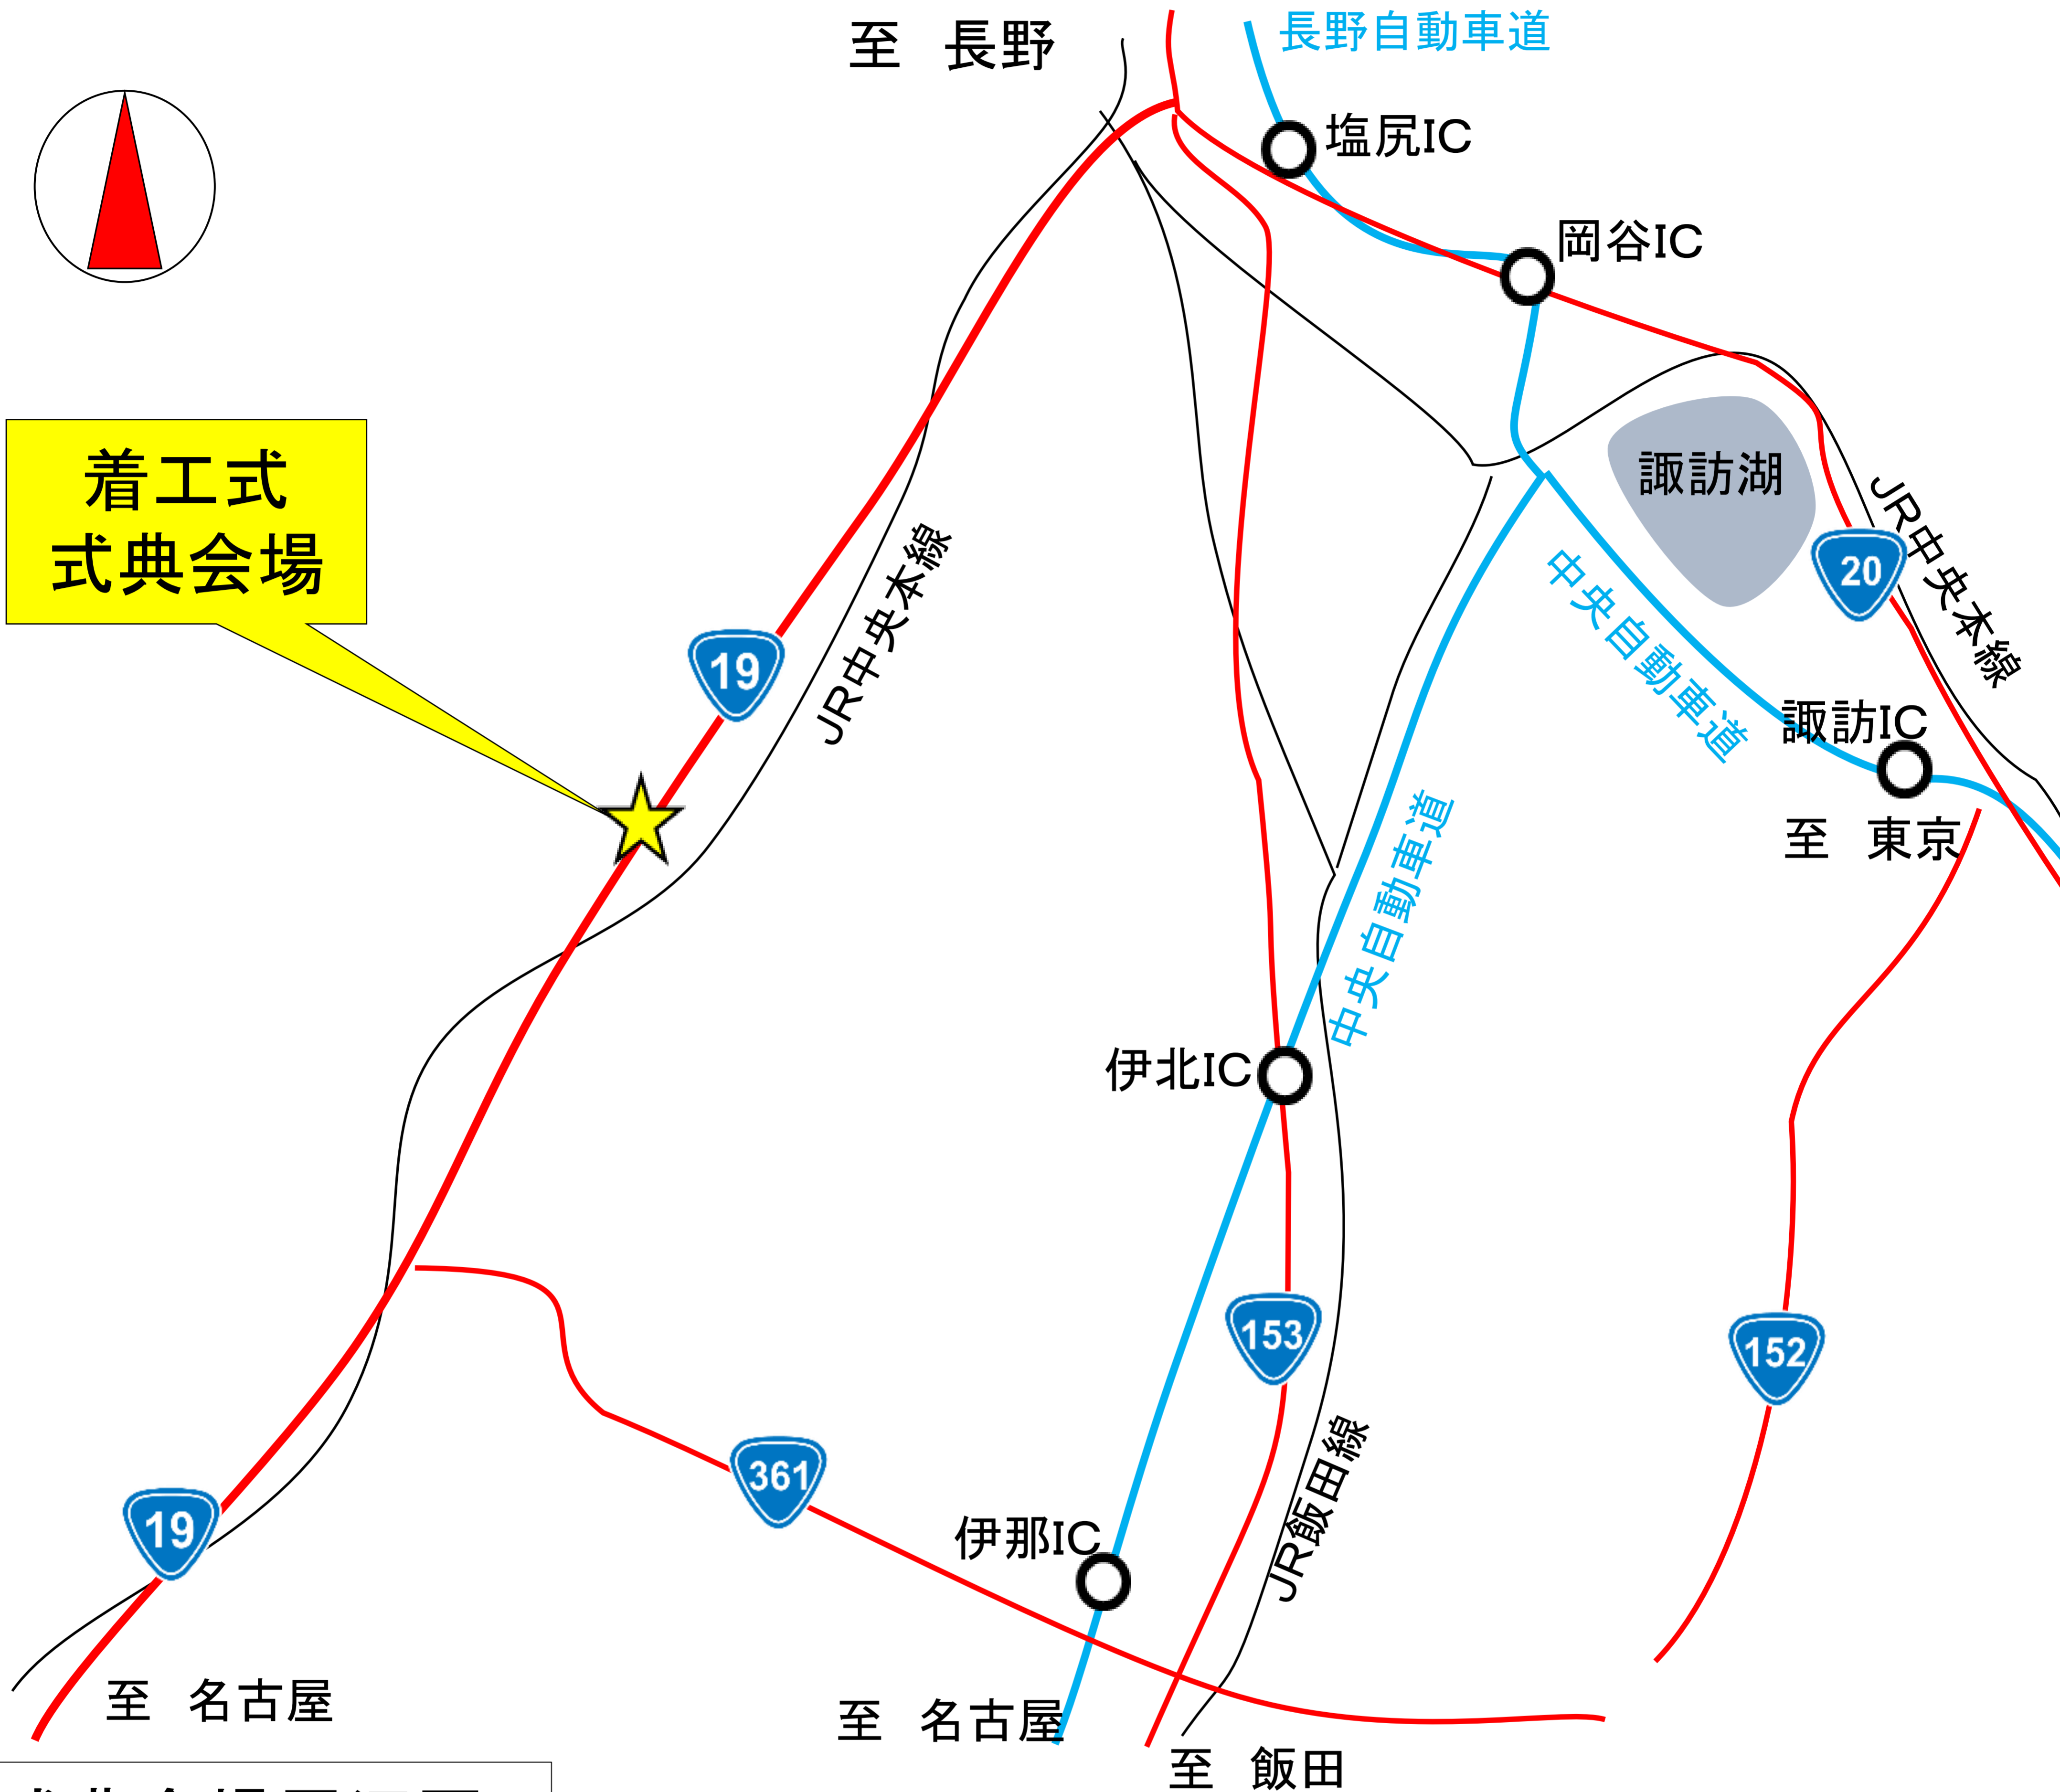 至　長野
長野自動車道
塩尻IC
岡谷IC
着工式
式典会場
諏訪湖
JR中央本線
20
19
JR中央本線
中央自動車道
諏訪IC
至　東京
中央自動車道
伊北IC
153
152
361
JR飯田線
19
伊那IC
至　名古屋
至　名古屋
至　飯田